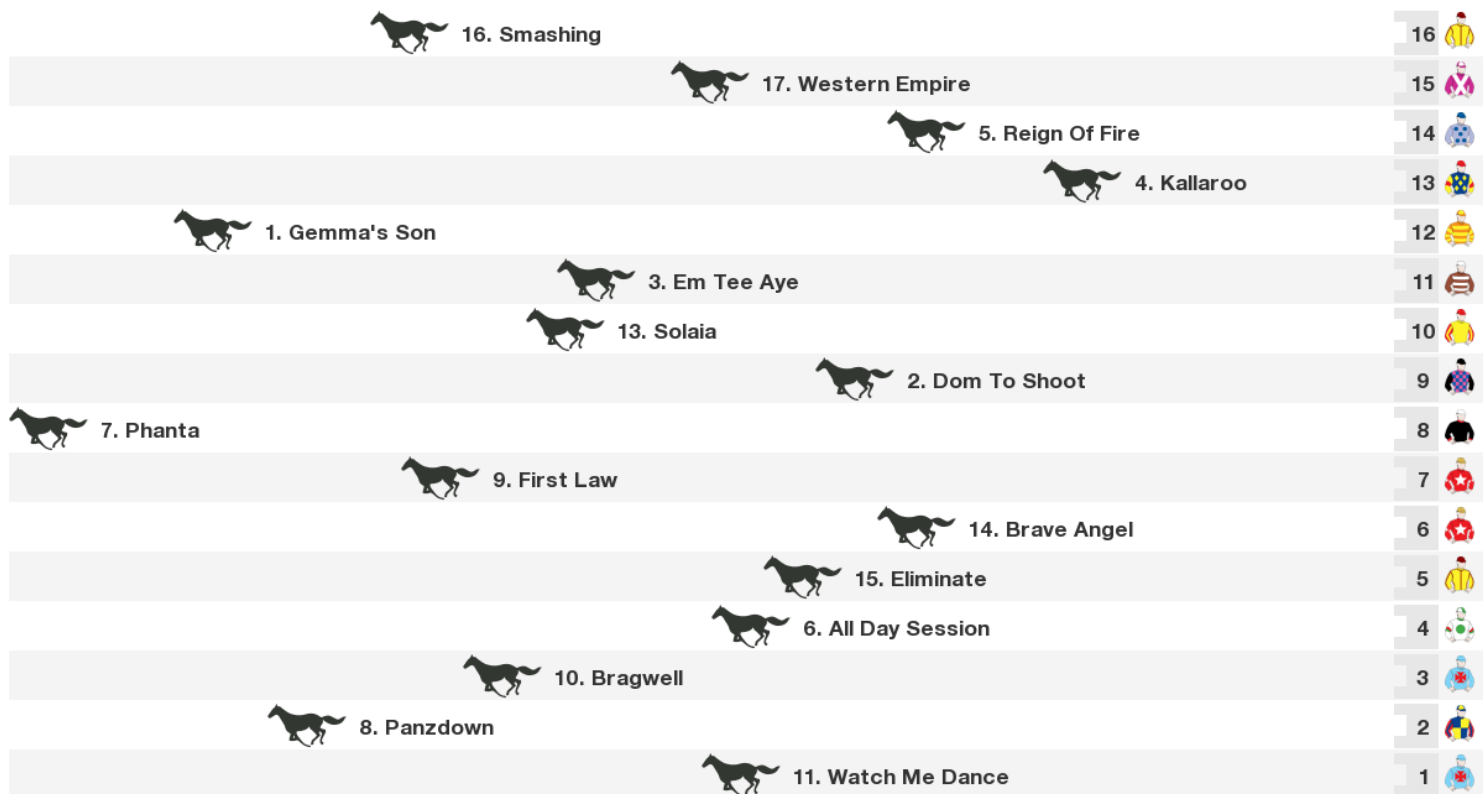 16. Smashing 16
17. Western Empire 15
5. Reign Of Fire 14
4. Kallaroo 13
1. Gemma's Son 12
3. Em Tee Aye 11
13. Solaia 10
2. Dom To Shoot 9
7. Phanta 8
9. First Law 7
14. Brave Angel 6
15. Eliminate 5
6. All Day Session 4
10. Bragwell 3
8. Panzdown 2
11. Watch Me Dance 1